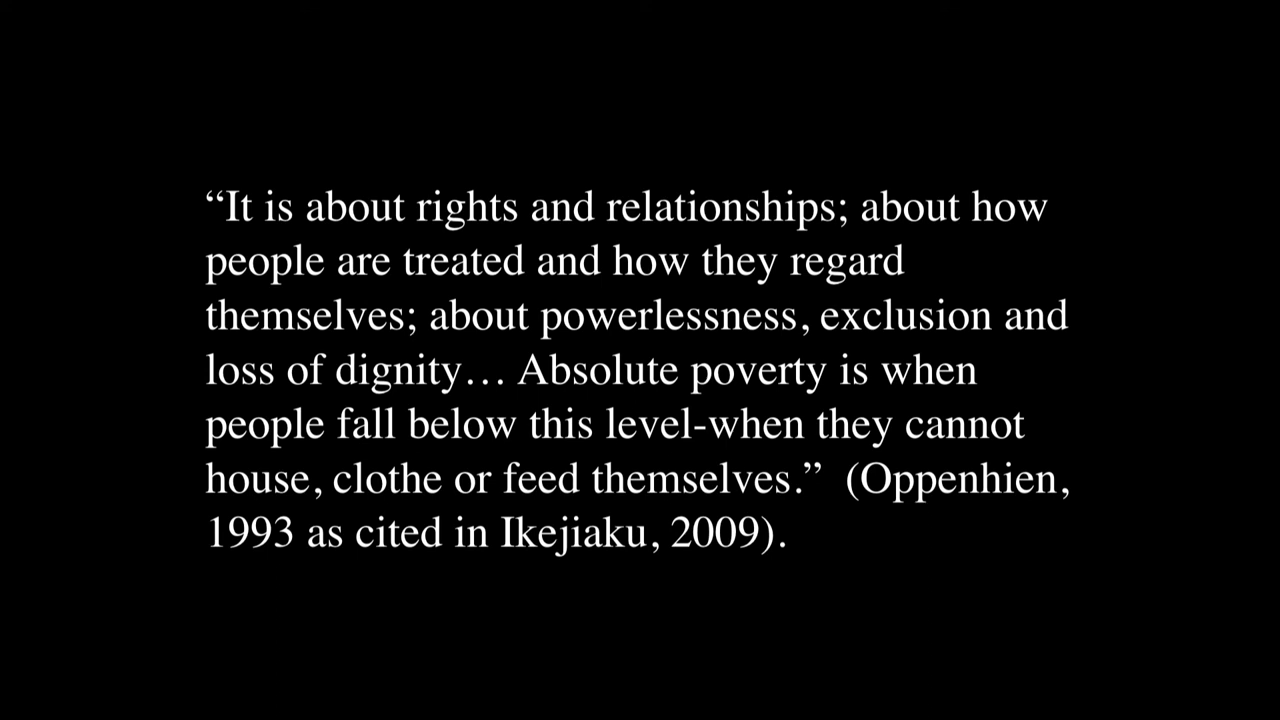 “It is about rights and relationships; about how
people are treated and how they regard
themselves; about powerlessness, exclusion and
loss of dignity… Absolute poverty is when
people fall below this level-when they cannot
house, clothe or feed themselves.”  (Oppenhien,
1993 as cited in Ikejiaku, 2009).